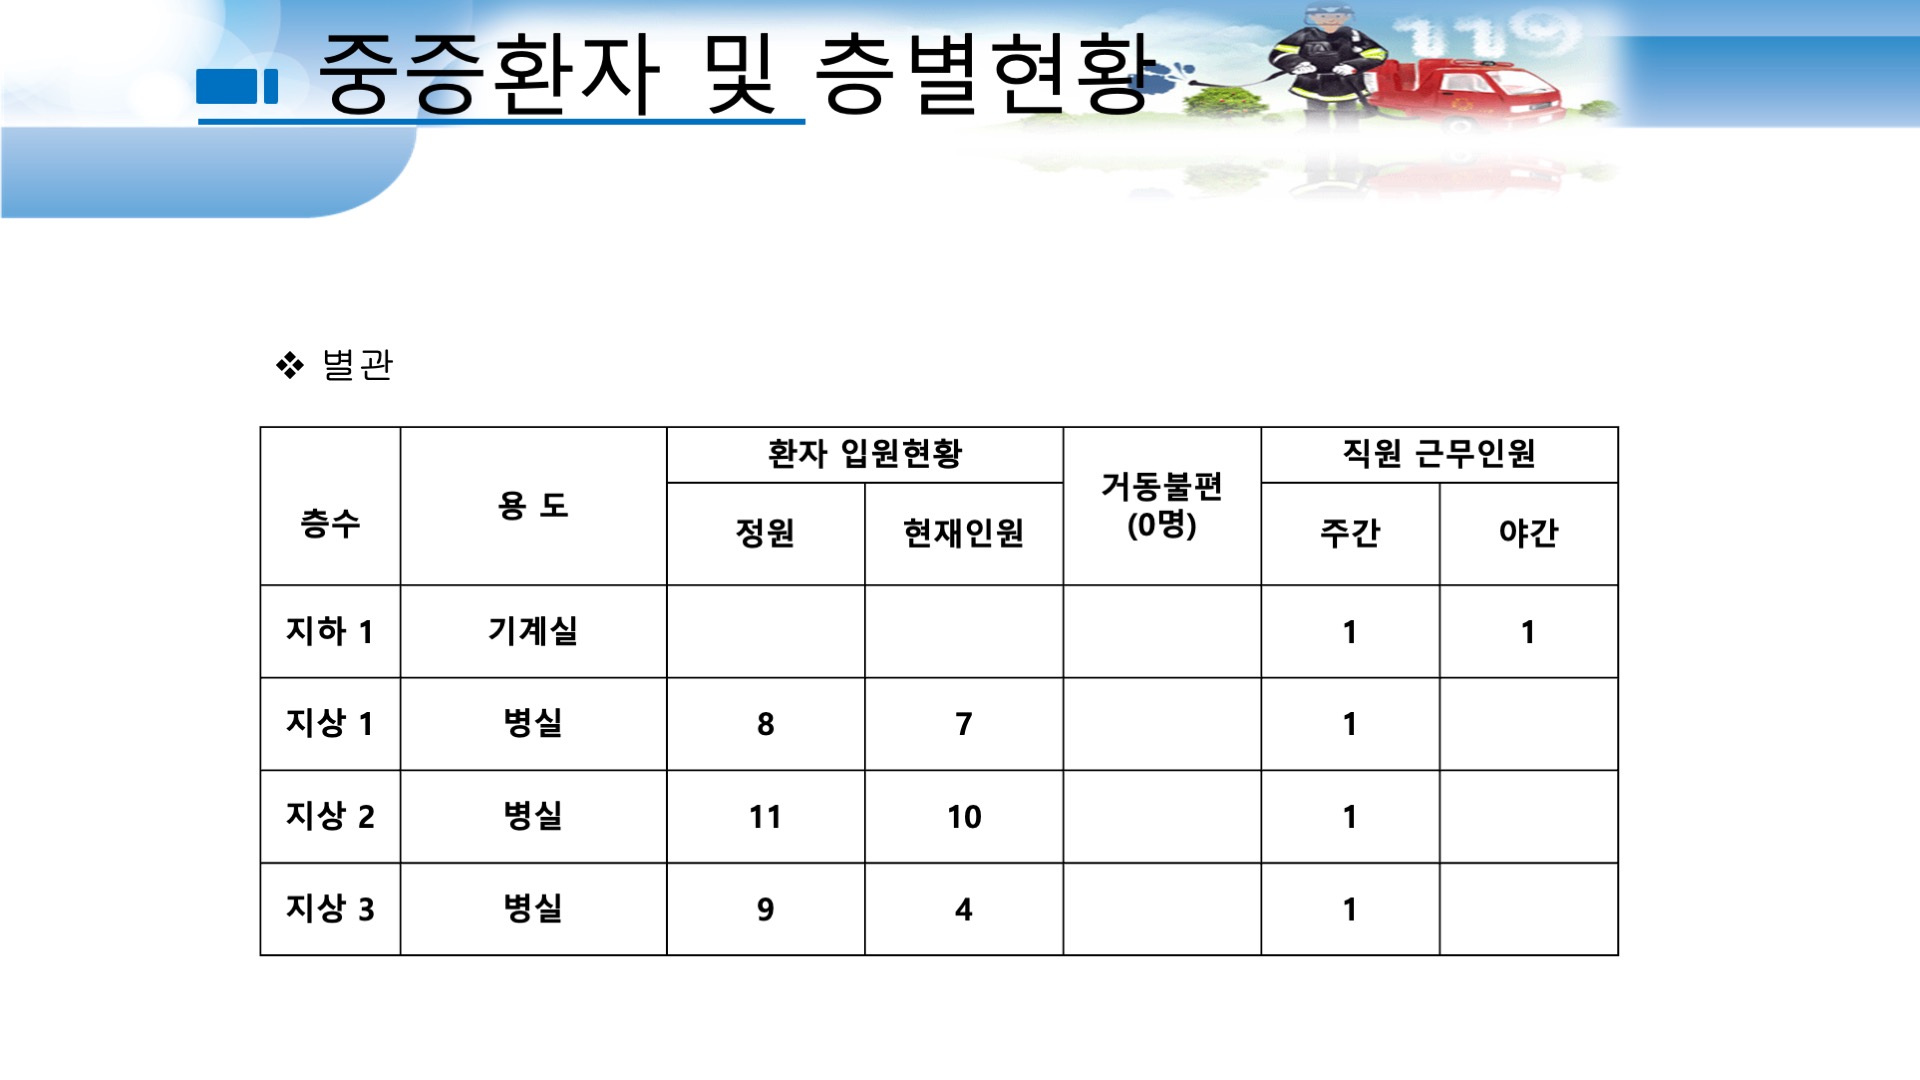 중증환자 및 층별현황
119
❖ 별관
층수 용 도 환자 입원현황 거동불편 (0명) 직원 근무인원
정원 현재인원 주간 야간
지하 1 기계실 1 1
지상 1 병실 8 7 1
지상 2 병실 11 10 1
지상 3 병실 9 4 1